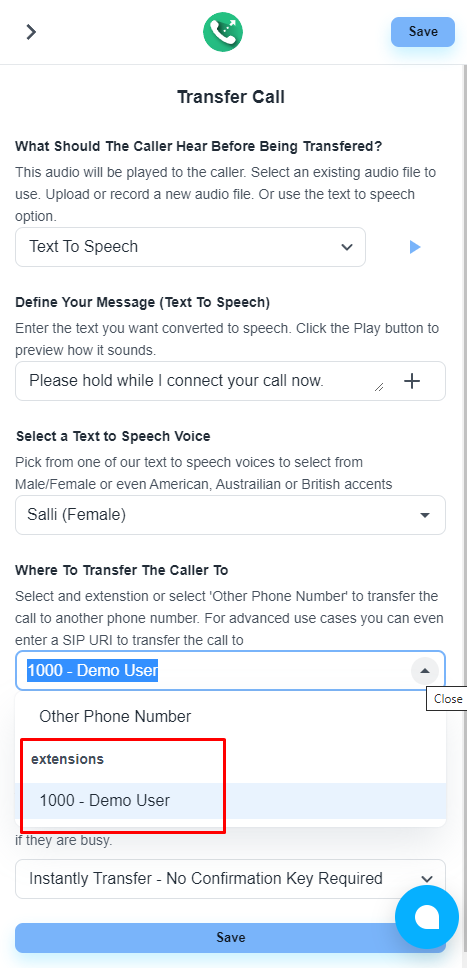 Save
Transfer Call
What Should The Caller Hear Before Being Transfered?
This audio will be played to the caller. Select an existing audio file to
use. Upload or record a new audio file. Or use the text to speech
option.
Text To Speech
Define Your Message (Text To Speech)
Enter the text you want converted to speech. Click the Play button to
preview how it sounds.
Please hold while I connect your call now.
Select a Text to Speech Voice
Pick from one of our text to speech voices to select from
Male/Female or even American, Austrailian or British accents
Salli (Female)
Where To Transfer The Caller To
Select and extenstion or select 'Other Phone Number' to transfer the
call to another phone number. For advanced use cases you can even
enter a SIP URI to transfer the call to
1000 - Demo User
Close
Other Phone Number
extensions
1000 - Demo User
if they are busy.
Instantly Transfer - No Confirmation Key Required
Save